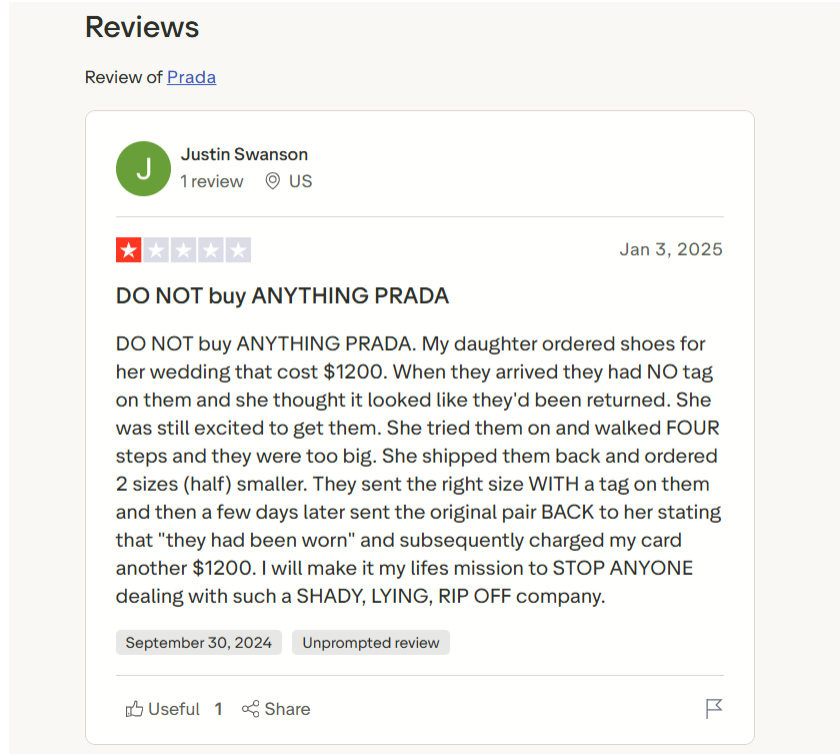 Reviews
Review of Prada
J
Justin Swanson
1 review US
Jan 3, 2025
DO NOT buy ANYTHING PRADA
DO NOT buy ANYTHING PRADA. My daughter ordered shoes for
her wedding that cost $1200. When they arrived they had NO tag
on them and she thought it looked like they'd been returned. She
was still excited to get them. She tried them on and walked FOUR
steps and they were too big. She shipped them back and ordered
2 sizes (half) smaller. They sent the right size WITH a tag on them
and then a few days later sent the original pair BACK to her stating
that "they had been worn" and subsequently charged my card
another $1200. I will make it my lifes mission to STOP ANYONE
dealing with such a SHADY, LYING, RIP OFF company.
September 30, 2024 Unprompted review
Useful 1 Share